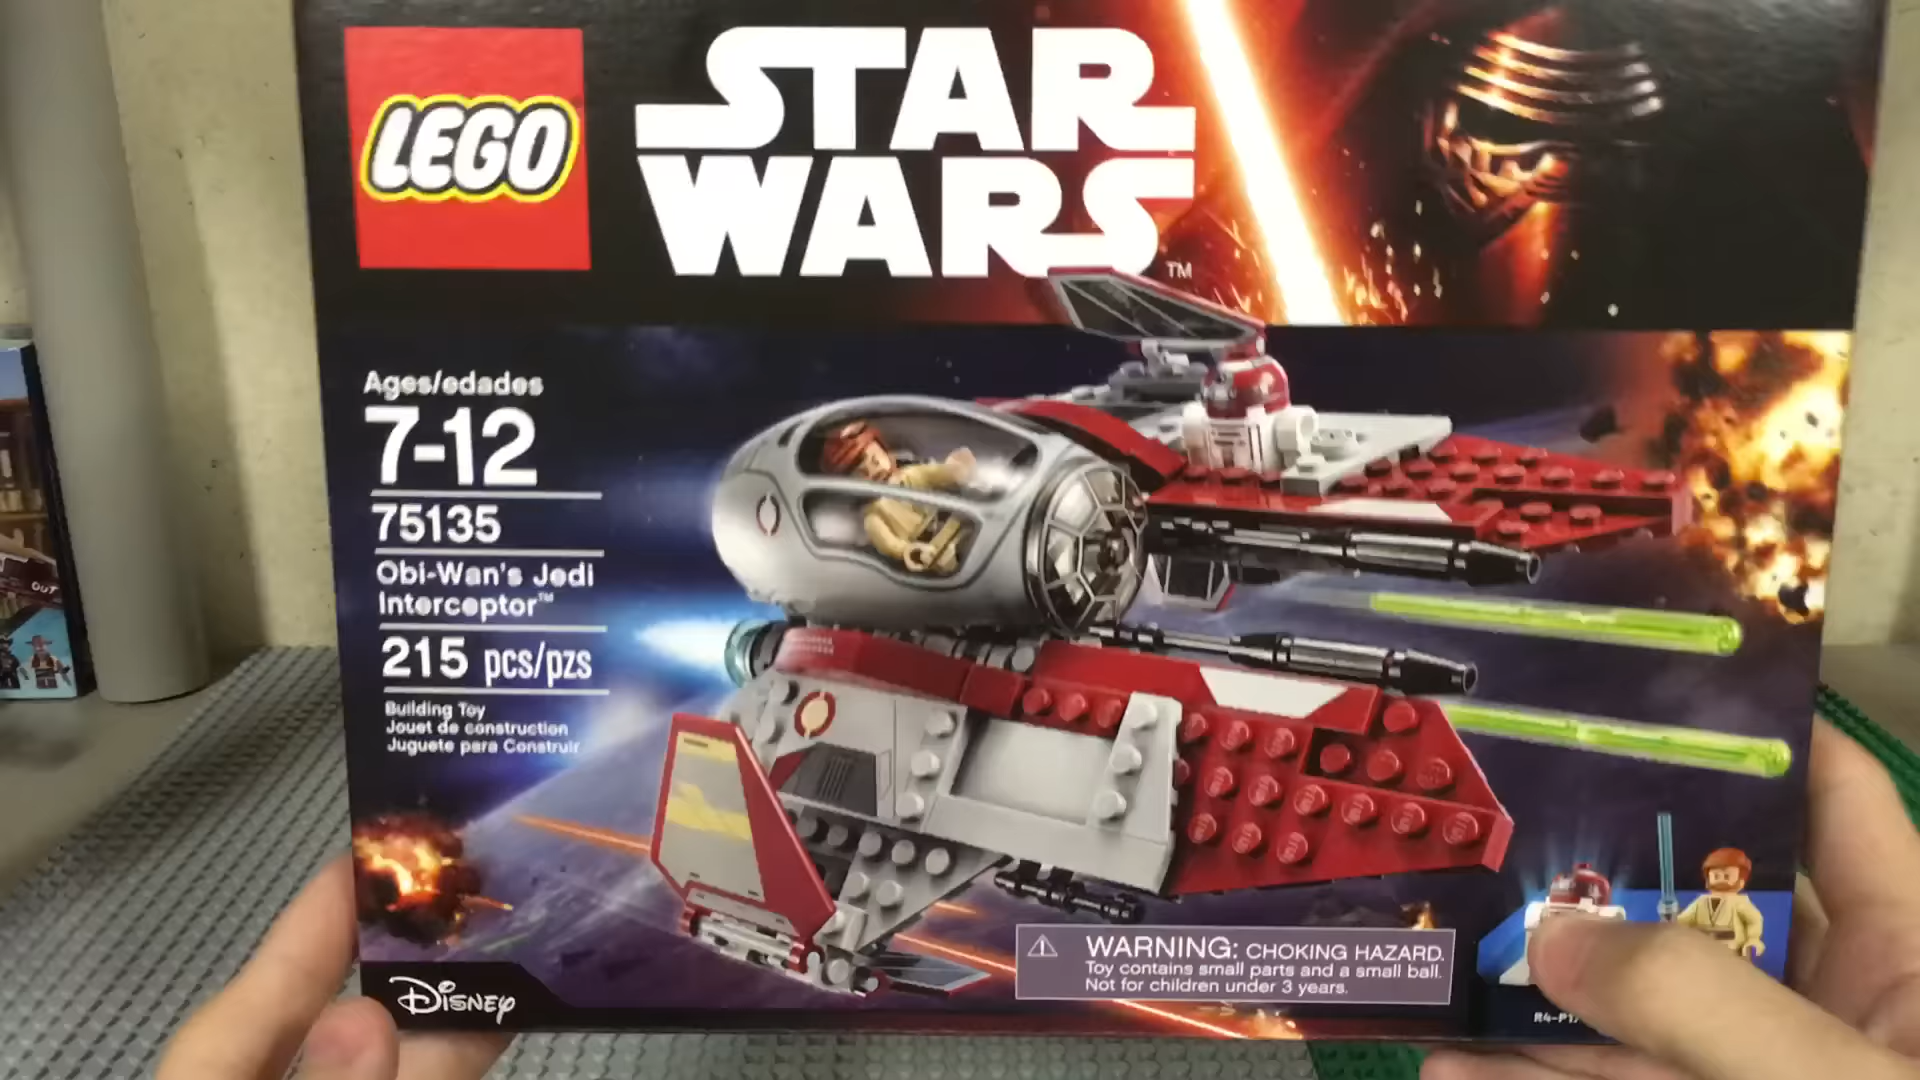 LEGO
STAR
WARS
TM
Ages/edades
7-12
75135
Obi-Wan's Jedi
Interceptor™
215 pcs/pzs
Building Toy
Jouet de construction
Juguete para Construir
WARNING: CHOKING HAZARD.
Toy contains small parts and a small ball.
Not for children under 3 years.
DISNEY
OUT